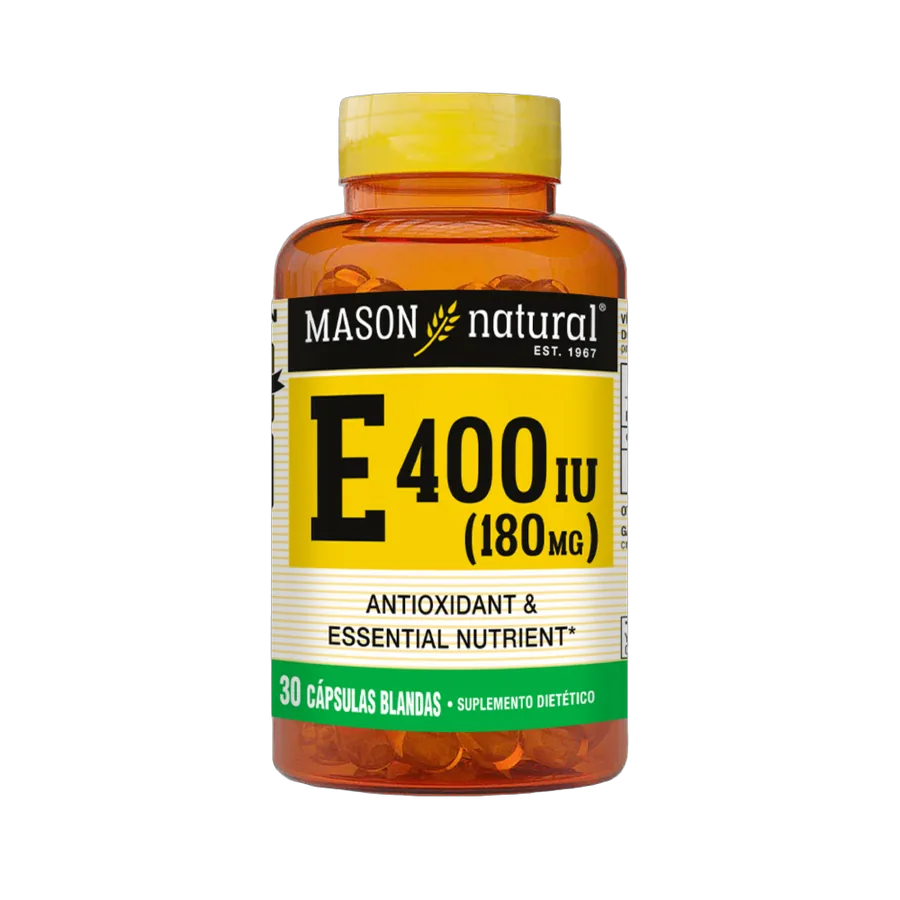 MASON natural®
EST. 1967
E 400 IU
(180 MG)
ANTIOXIDANT &
ESSENTIAL NUTRIENT*
30 CÁPSULAS BLANDAS • SUPLEMENTO DIETÉTICO